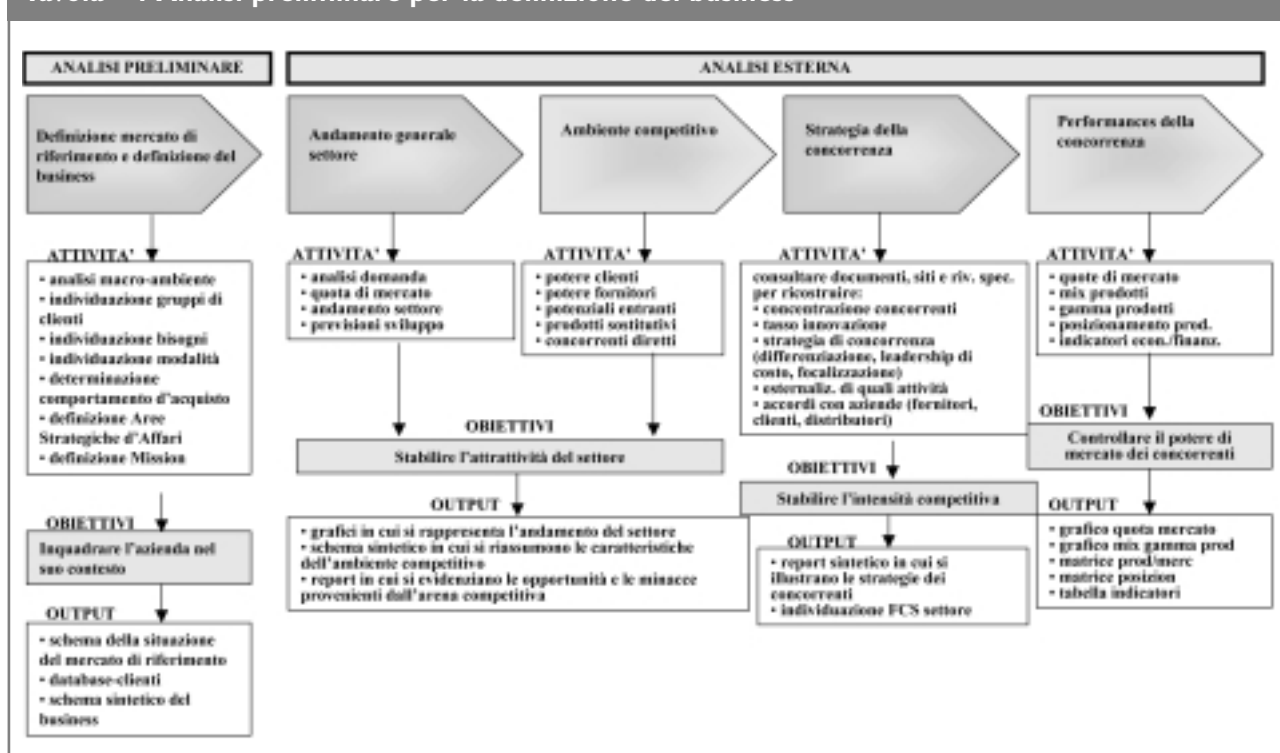 Analisi preliminare per la definizione del business
ANALISI PRELIMINARE
ANALISI ESTERNA
Definizione mercato di
riferimento e definizione del
business
Andamento generale
settore
Ambiente competitivo
Strategia della
concorrenza
Performances della
concorrenza
ATTIVITA'
• analisi macro-ambiente
• individuazione gruppi di
clienti
• individuazione bisogni
• individuazione modalità
• determinazione
comportamento d'acquisto
• definizione Aree
Strategiche d'Affari
• definizione Mission
OBIETTIVI
Inquadrare l'azienda nel
suo contesto
OUTPUT
• schema della situazione
del mercato di riferimento
• database-clienti
• schema sintetico del
business
ATTIVITA'
• analisi domanda
• quota di mercato
• andamento settore
• previsioni sviluppo
ATTIVITA'
• potere clienti
• potere fornitori
• potenziali entranti
• prodotti sostitutivi
• concorrenti diretti
OBIETTIVI
Stabilire l'attrattività del settore
OUTPUT
• grafici in cui si rappresenta l'andamento del settore
• schema sintetico in cui si riassumono le caratteristiche
dell'ambiente competitivo
• report in cui si evidenziano le opportunità e le minacce
provenienti dall'arena competitiva
ATTIVITA'
consultare documenti, siti e riv. spec.
per ricostruire:
• concentrazione concorrenti
• tasso innovazione
• strategia di concorrenza
(differenziazione, leadership di
costo, focalizzazione)
• esternaliz. di quali attività
• accordi con aziende (fornitori,
clienti, distributori)
OBIETTIVI
Stabilire l'intensità competitiva
OUTPUT
• report sintetico in cui si
illustrano le strategie dei
concorrenti
• individuazione FCS settore
ATTIVITA'
• quote di mercato
• mix prodotti
• gamma prodotti
• posizionamento prod.
• indicatori econ./finanz.
OBIETTIVI
Controllare il potere di
mercato dei concorrenti
OUTPUT
• grafico quota mercato
• grafico mix gamma prod
• matrice prod/merc
• matrice posizion
• tabella indicatori